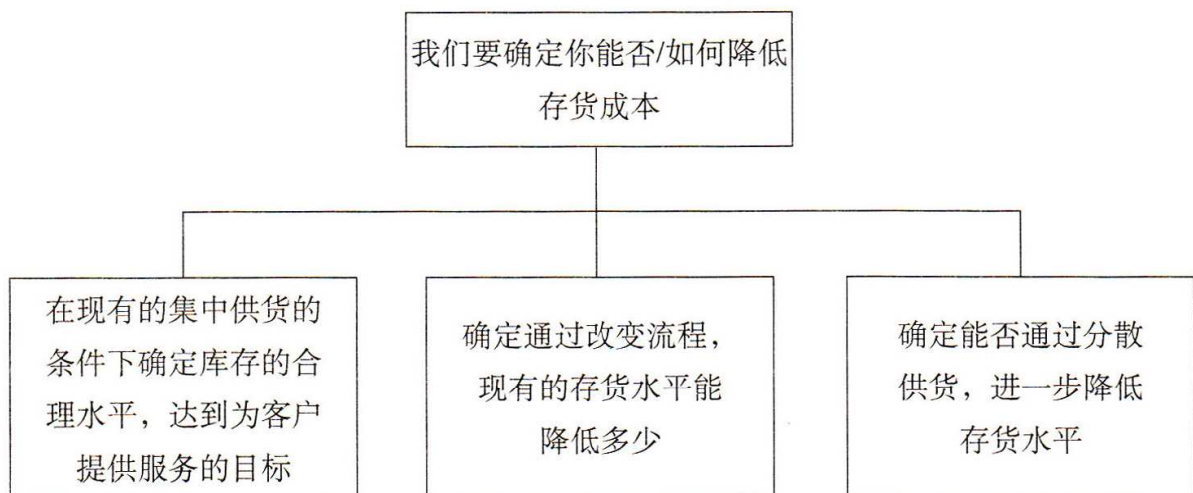 我们要确定你能否/如何降低
存货成本
在现有的集中供货的
条件下确定库存的合
理水平，达到为客户
提供服务的目标
确定通过改变流程，
现有的存货水平能
降低多少
确定能否通过分散
供货，进一步降低
存货水平